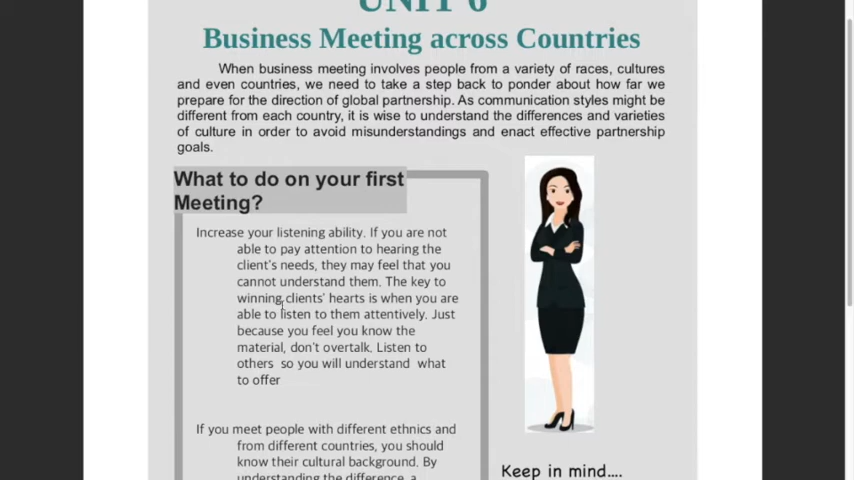 UNIT 6
Business Meeting across Countries
When business meeting involves people from a variety of races, cultures
and even countries, we need to take a step back to ponder about how far we
prepare for the direction of global partnership. As communication styles might be
different from each country, it is wise to understand the differences and varieties
of culture in order to avoid misunderstandings and enact effective partnership
goals.
What to do on your first
Meeting?
Increase your listening ability. If you are not
able to pay attention to hearing the
client's needs, they may feel that you
cannot understand them. The key to
winning clients' hearts is when you are
able to listen to them attentively. Just
because you feel you know the
material, don't overtalk. Listen to
others so you will understand what
to offer
If you meet people with different ethnics and
from different countries, you should
know their cultural background. By
understanding the difference, a
Keep in mind....